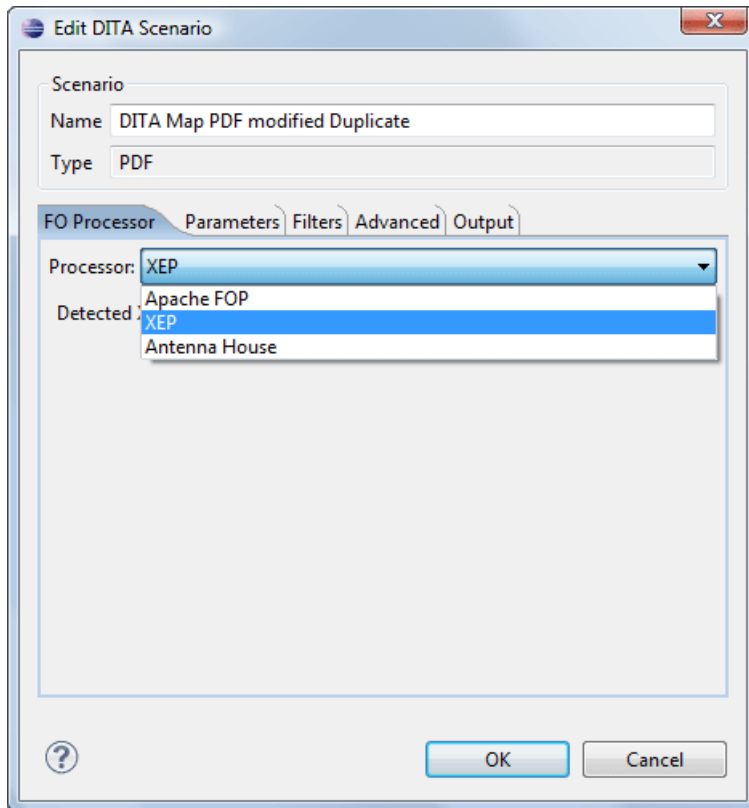 Edit DITA Scenario
Scenario
Name DITA Map PDF modified Duplicate
Type PDF
FO Processor Parameters Filters Advanced Output
Processor: XEP
Apache FOP
Detected
XEP
Antenna House
OK Cancel